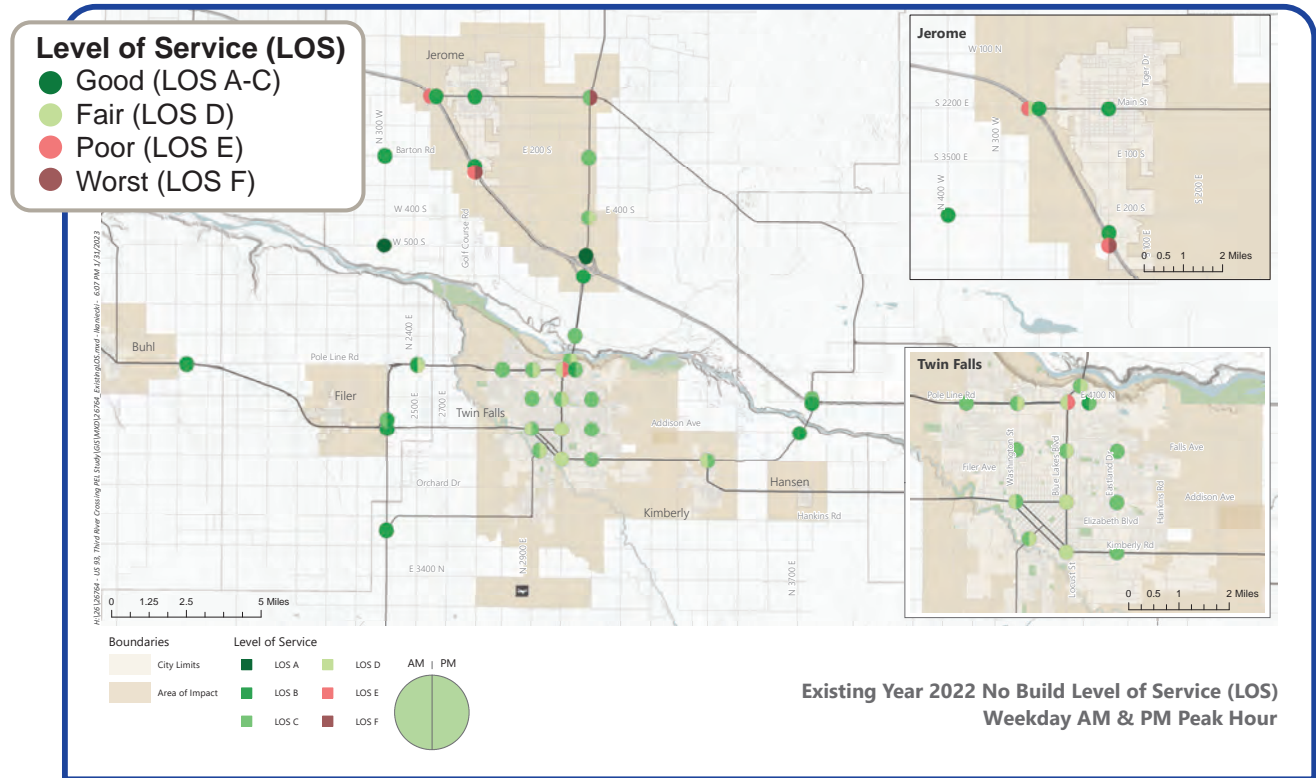 Level of Service (LOS)
Good (LOS A-C)
Fair (LOS D)
Poor (LOS E)
Worst (LOS F)
Jerome
N 300 W
Barton Rd
E 200 S
W 400 S
E 400 S
W 500 S
Golf Course Rd
Buhl
Pole Line Rd
N 2400 E
Filer
2500 E
2700 E
Twin Falls
Addison Ave
Orchard Dr
Kimberly
Hansen
Hankins Rd
N 2900 E
E 3400 N
N 3700 E
0 1.25 2.5 5 Miles
Jerome
W 100 N
Tiger Dr
S 2200 E
Main St
N 300 W
S 3500 E
E 100 S
N 400 W
E 200 S
S 200 E
S 100 E
0 0.5 1 2 Miles
Twin Falls
Pole Line Rd
E 4100 N
Washington St
Blue Lakes Blvd
Eastland Dr
Falls Ave
Filer Ave
Hankins Rd
Addison Ave
Elizabeth Blvd
Kimberly Rd
Locust St
0 0.5 1 2 Miles
Boundaries
City Limits
Area of Impact
Level of Service
LOS A
LOS B
LOS C
LOS D
LOS E
LOS F
AM | PM
Existing Year 2022 No Build Level of Service (LOS)
Weekday AM & PM Peak Hour